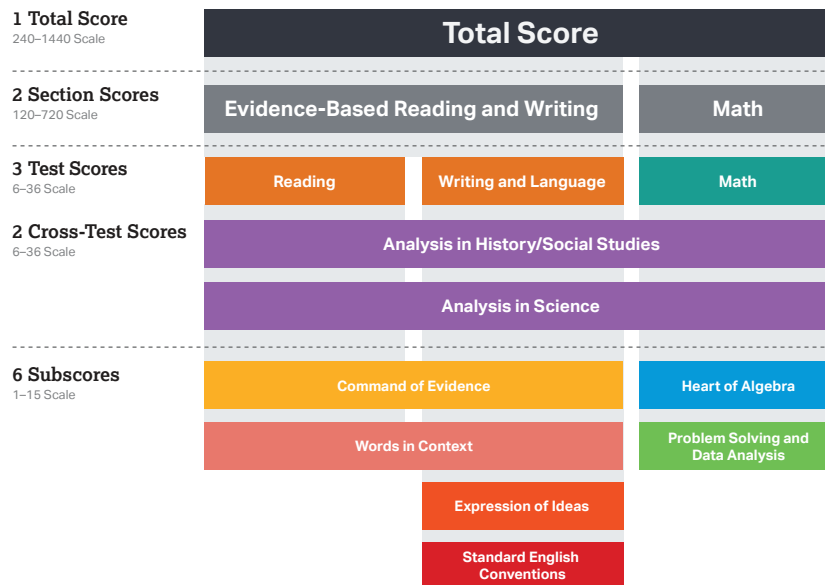 1 Total Score
240–1440 Scale
Total Score
2 Section Scores
120–720 Scale
Evidence-Based Reading and Writing
Math
3 Test Scores
6–36 Scale
Reading
Writing and Language
Math
2 Cross-Test Scores
6–36 Scale
Analysis in History/Social Studies
Analysis in Science
6 Subscores
1–15 Scale
Command of Evidence
Heart of Algebra
Words in Context
Problem Solving and
Data Analysis
Expression of Ideas
Standard English
Conventions